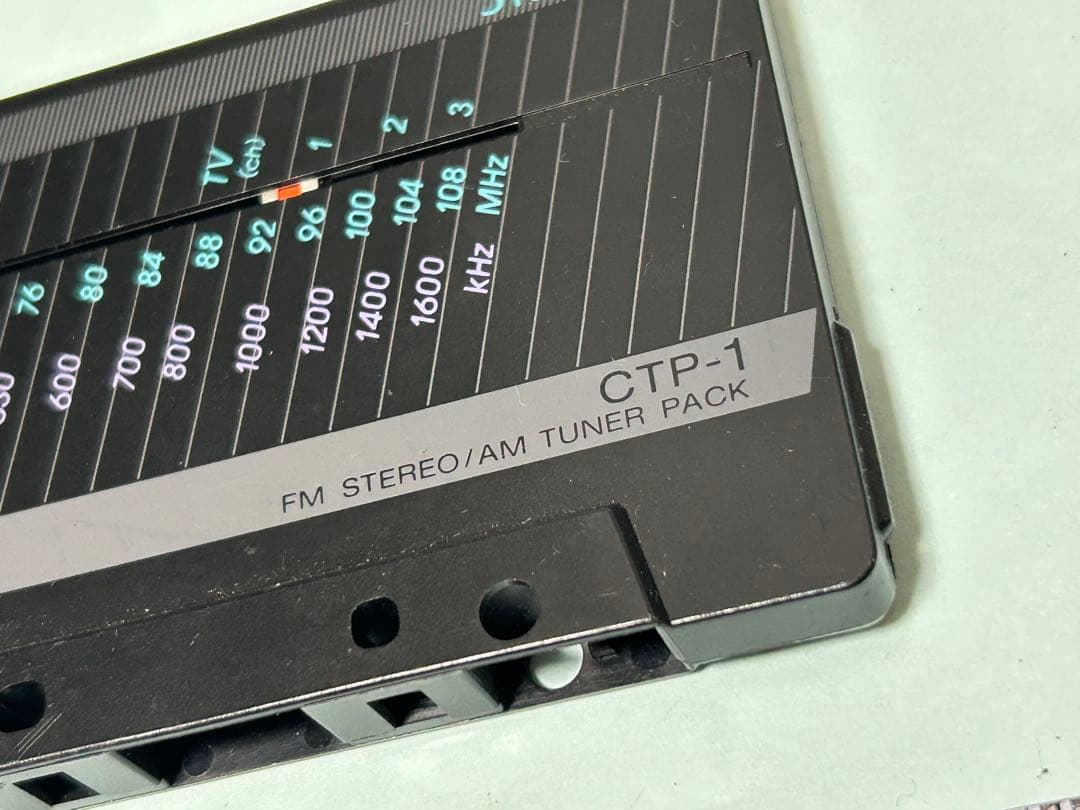 TV (ch) 1 2 3
76 80 84 88 92 96 100 104 108 MHz
600 700 800 1000 1200 1400 1600 kHz
CTP-1
FM STEREO/AM TUNER PACK